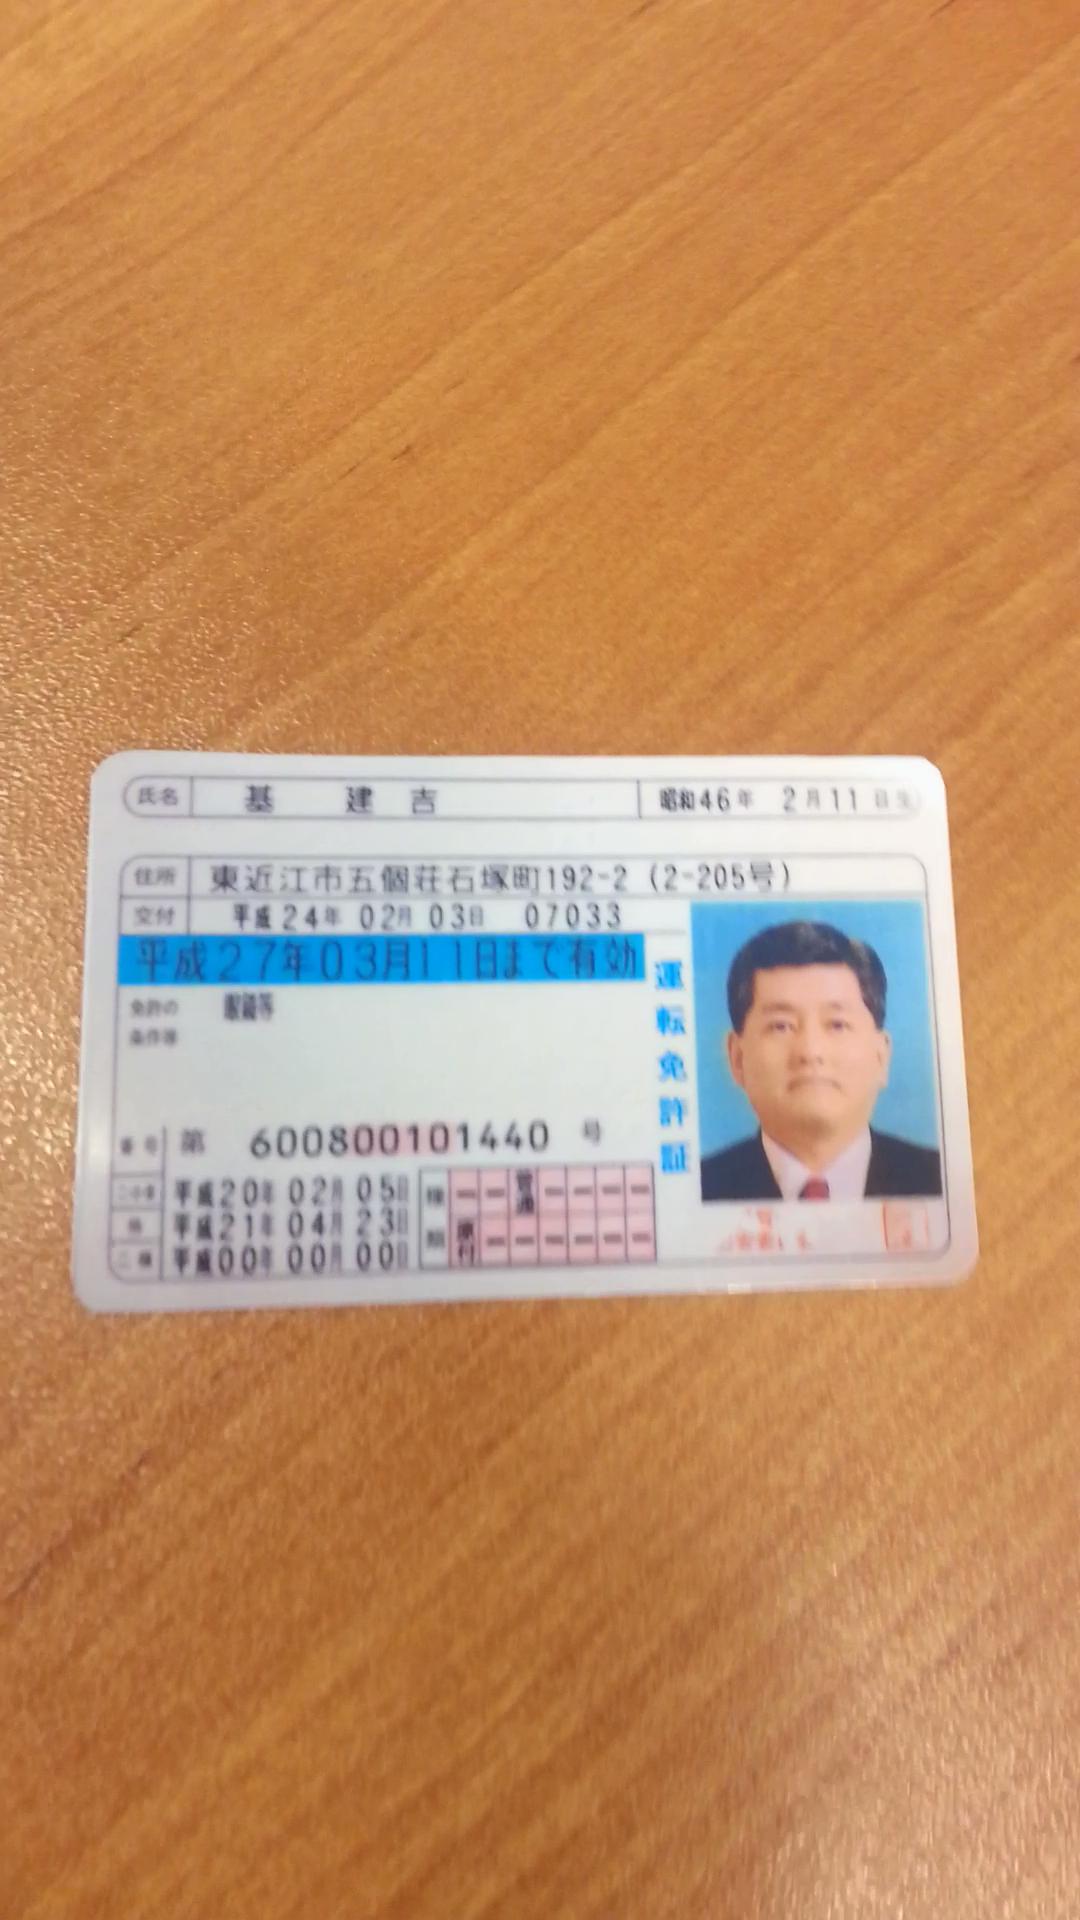 氏名 基 建 吉 昭和46年 2月11日生
住所 東近江市五個荘石塚町192-2 (2-205号)
交付 平成24年 02月 03日 07033
平成27年03月11日まで有効
免許の 眼鏡等
条件等
運転免許証
番号 第 600800101440 号
二小原 平成20年 02月 05日
他 平成21年 04月 23日
二種 平成00年 00月 00日
種類 普通 原付